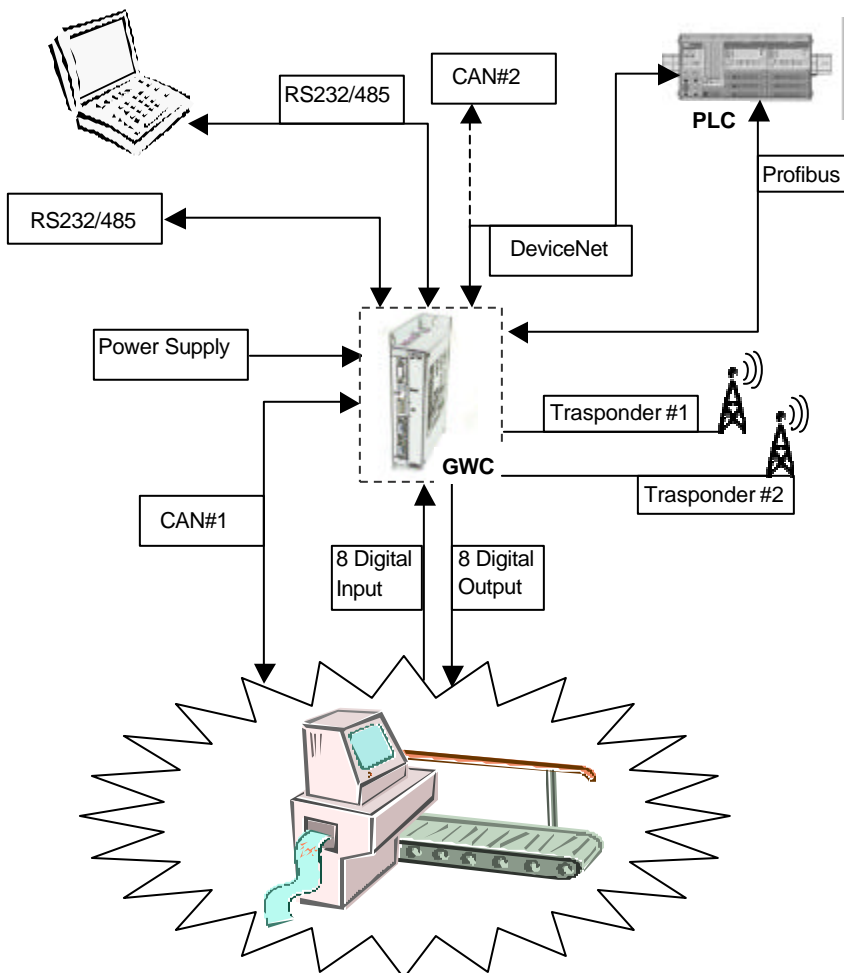 CAN#2
RS232/485
PLC
Profibus
RS232/485
DeviceNet
Power Supply
Trasponder #1
GWC
Trasponder #2
CAN#1
8 Digital
Input
8 Digital
Output